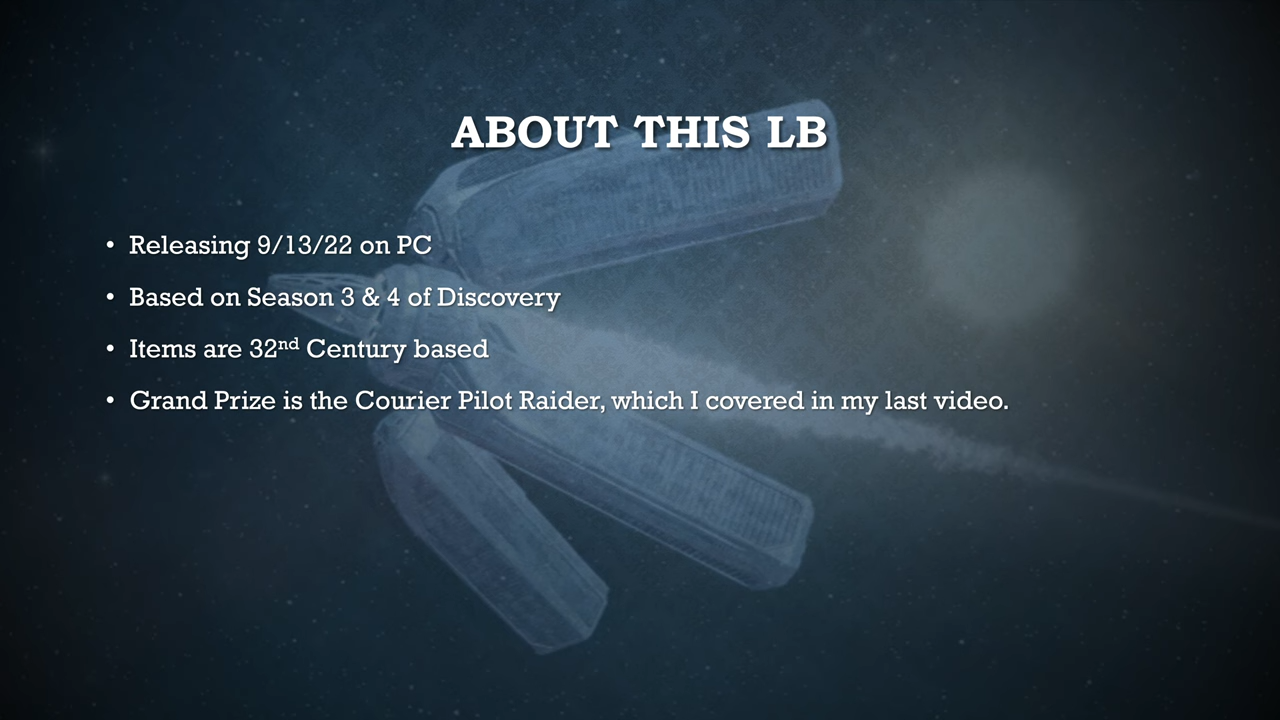 ABOUT THIS LB
• Releasing 9/13/22 on PC
• Based on Season 3 & 4 of Discovery
• Items are 32nd Century based
• Grand Prize is the Courier Pilot Raider, which I covered in my last video.